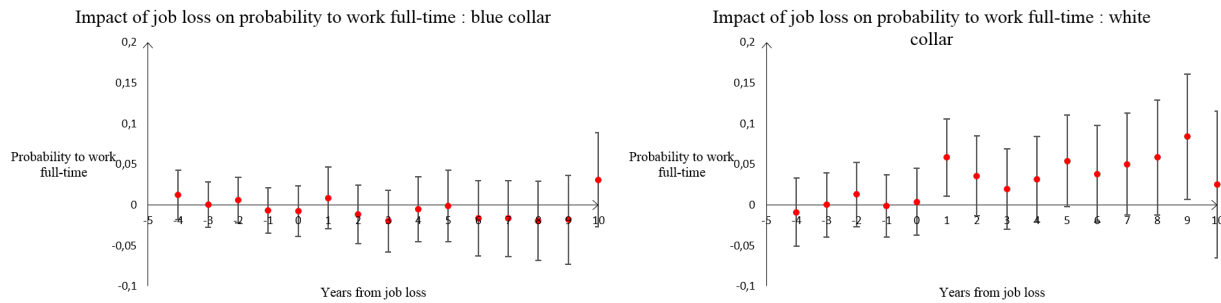 Impact of job loss on probability to work full-time : blue collar
0,2
0,15
0,1
Probability to work
full-time
0,05
0
-0,05
-0,1
-5 -4 -3 -2 -1 0 1 2 3 4 5 6 7 8 9 10
Years from job loss
Impact of job loss on probability to work full-time : white
collar
0,2
0,15
0,1
Probability to work
full-time
0,05
0
-0,05
-0,1
-5 -4 -3 -2 -1 0 1 2 3 4 5 6 7 8 9 10
Years from job loss